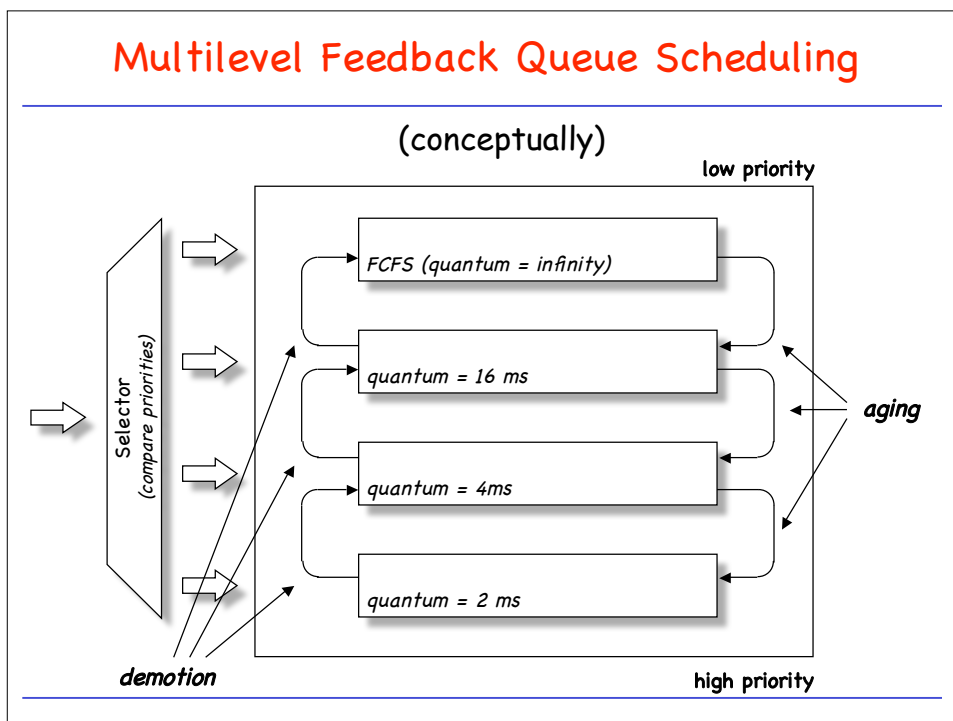 Multilevel Feedback Queue Scheduling
(conceptually)
low priority
FCFS (quantum = infinity)
Selector
(compare priorities)
quantum = 16 ms
aging
quantum = 4ms
quantum = 2 ms
demotion
high priority